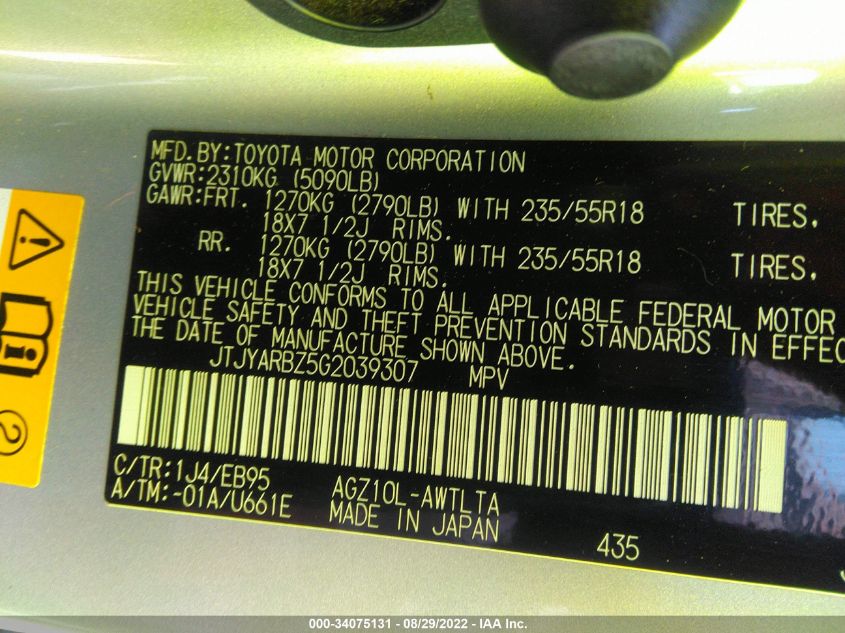 MFD. BY: TOYOTA MOTOR CORPORATION
GVWR: 2310KG (5090LB)
GAWR: FRT. 1270KG (2790LB) WITH 235/55R18 TIRES.
18X7 1/2J RIMS.
RR. 1270KG (2790LB) WITH 235/55R18 TIRES.
18X7 1/2J RIMS.
THIS VEHICLE CONFORMS TO ALL APPLICABLE FEDERAL MOTOR
VEHICLE SAFETY AND THEFT PREVENTION STANDARDS IN EFFEC
THE DATE OF MANUFACTURE SHOWN ABOVE.
JTJYARBZ5G2039307 MPV
C/TR: 1J4/EB95
A/TM: -01A/U661E
AGZ10L-AWTLTA
MADE IN JAPAN
435
000-34075131 - 08/29/2022 - IAA Inc.